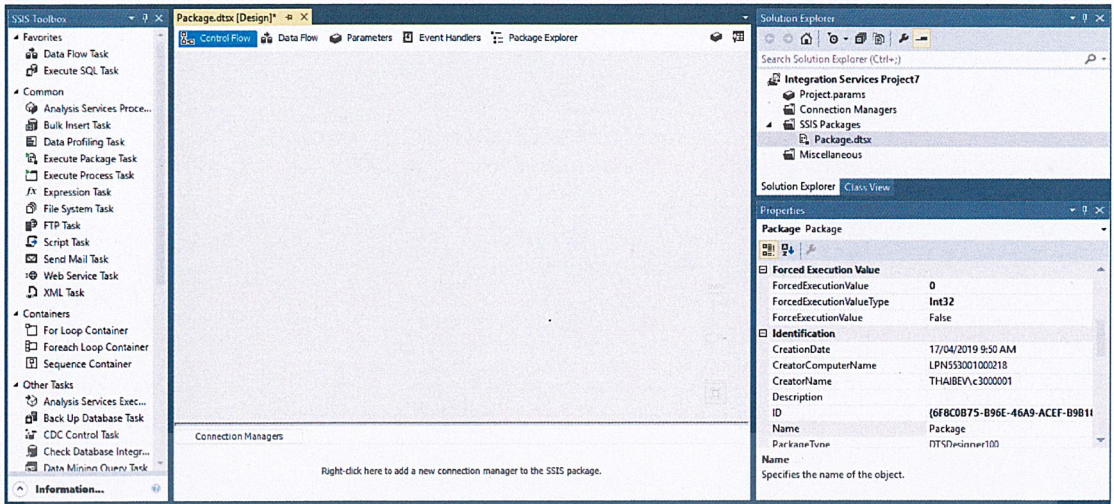 SSIS Toolbox
Favorites
Data Flow Task
Execute SQL Task
Common
Analysis Services Proce...
Bulk Insert Task
Data Profiling Task
Execute Package Task
Execute Process Task
fx Expression Task
File System Task
FTP Task
Script Task
Send Mail Task
Web Service Task
XML Task
Containers
For Loop Container
Foreach Loop Container
Sequence Container
Other Tasks
Analysis Services Exec...
Back Up Database Task
CDC Control Task
Check Database Integr...
Data Mining Query Task
Information...
Package.dtsx [Design]*
Control Flow Data Flow Parameters Event Handlers Package Explorer
Connection Managers
Right-click here to add a new connection manager to the SSIS package.
Solution Explorer
Search Solution Explorer (Ctrl+;)
Integration Services Project7
Project.params
Connection Managers
SSIS Packages
Package.dtsx
Miscellaneous
Solution Explorer Class View
Properties
Package Package
Forced Execution Value
ForcedExecutionValue 0
ForcedExecutionValueType Int32
ForceExecutionValue False
Identification
CreationDate 17/04/2019 9:50 AM
CreatorComputerName LPN553001000218
CreatorName THAIBEV\c3000001
Description
ID {6F8C0B75-B96E-46A9-ACEF-B9B18
Name Package
PackageType DTSDesigner100
Name
Specifies the name of the object.